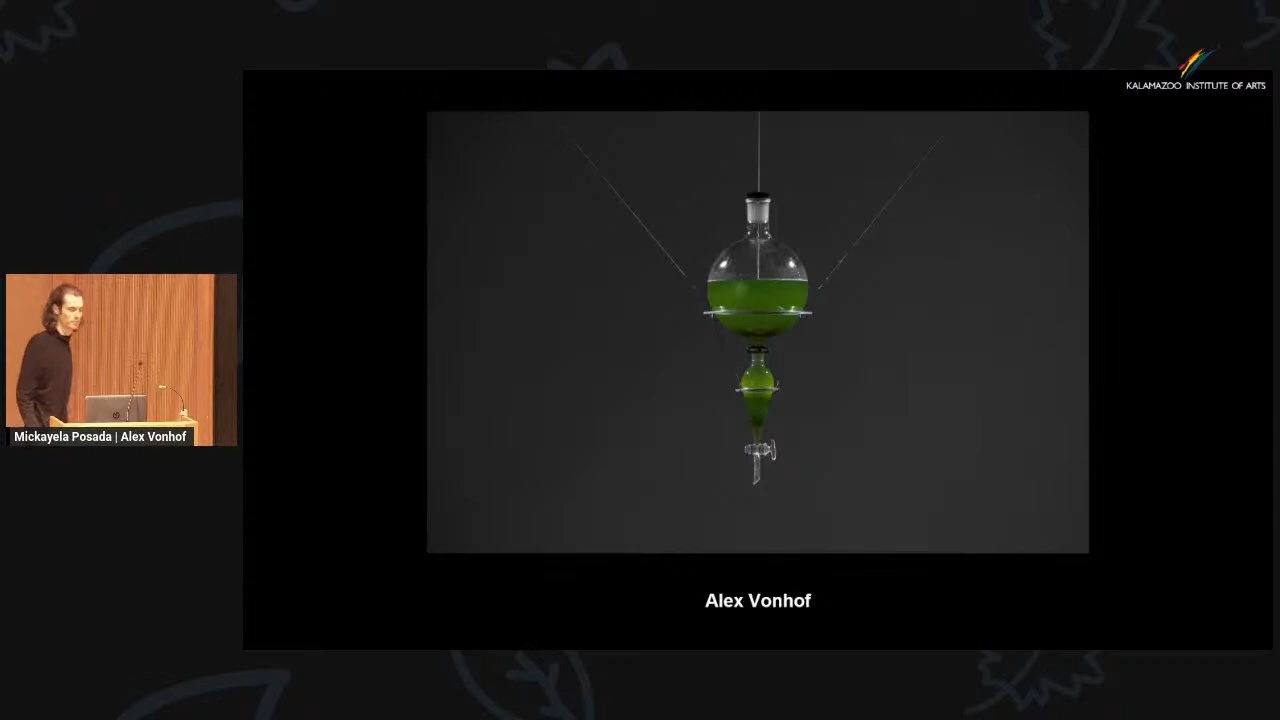 KALAMAZOO INSTITUTE OF ARTS
Mickayela Posada | Alex Vonhof
Alex Vonhof